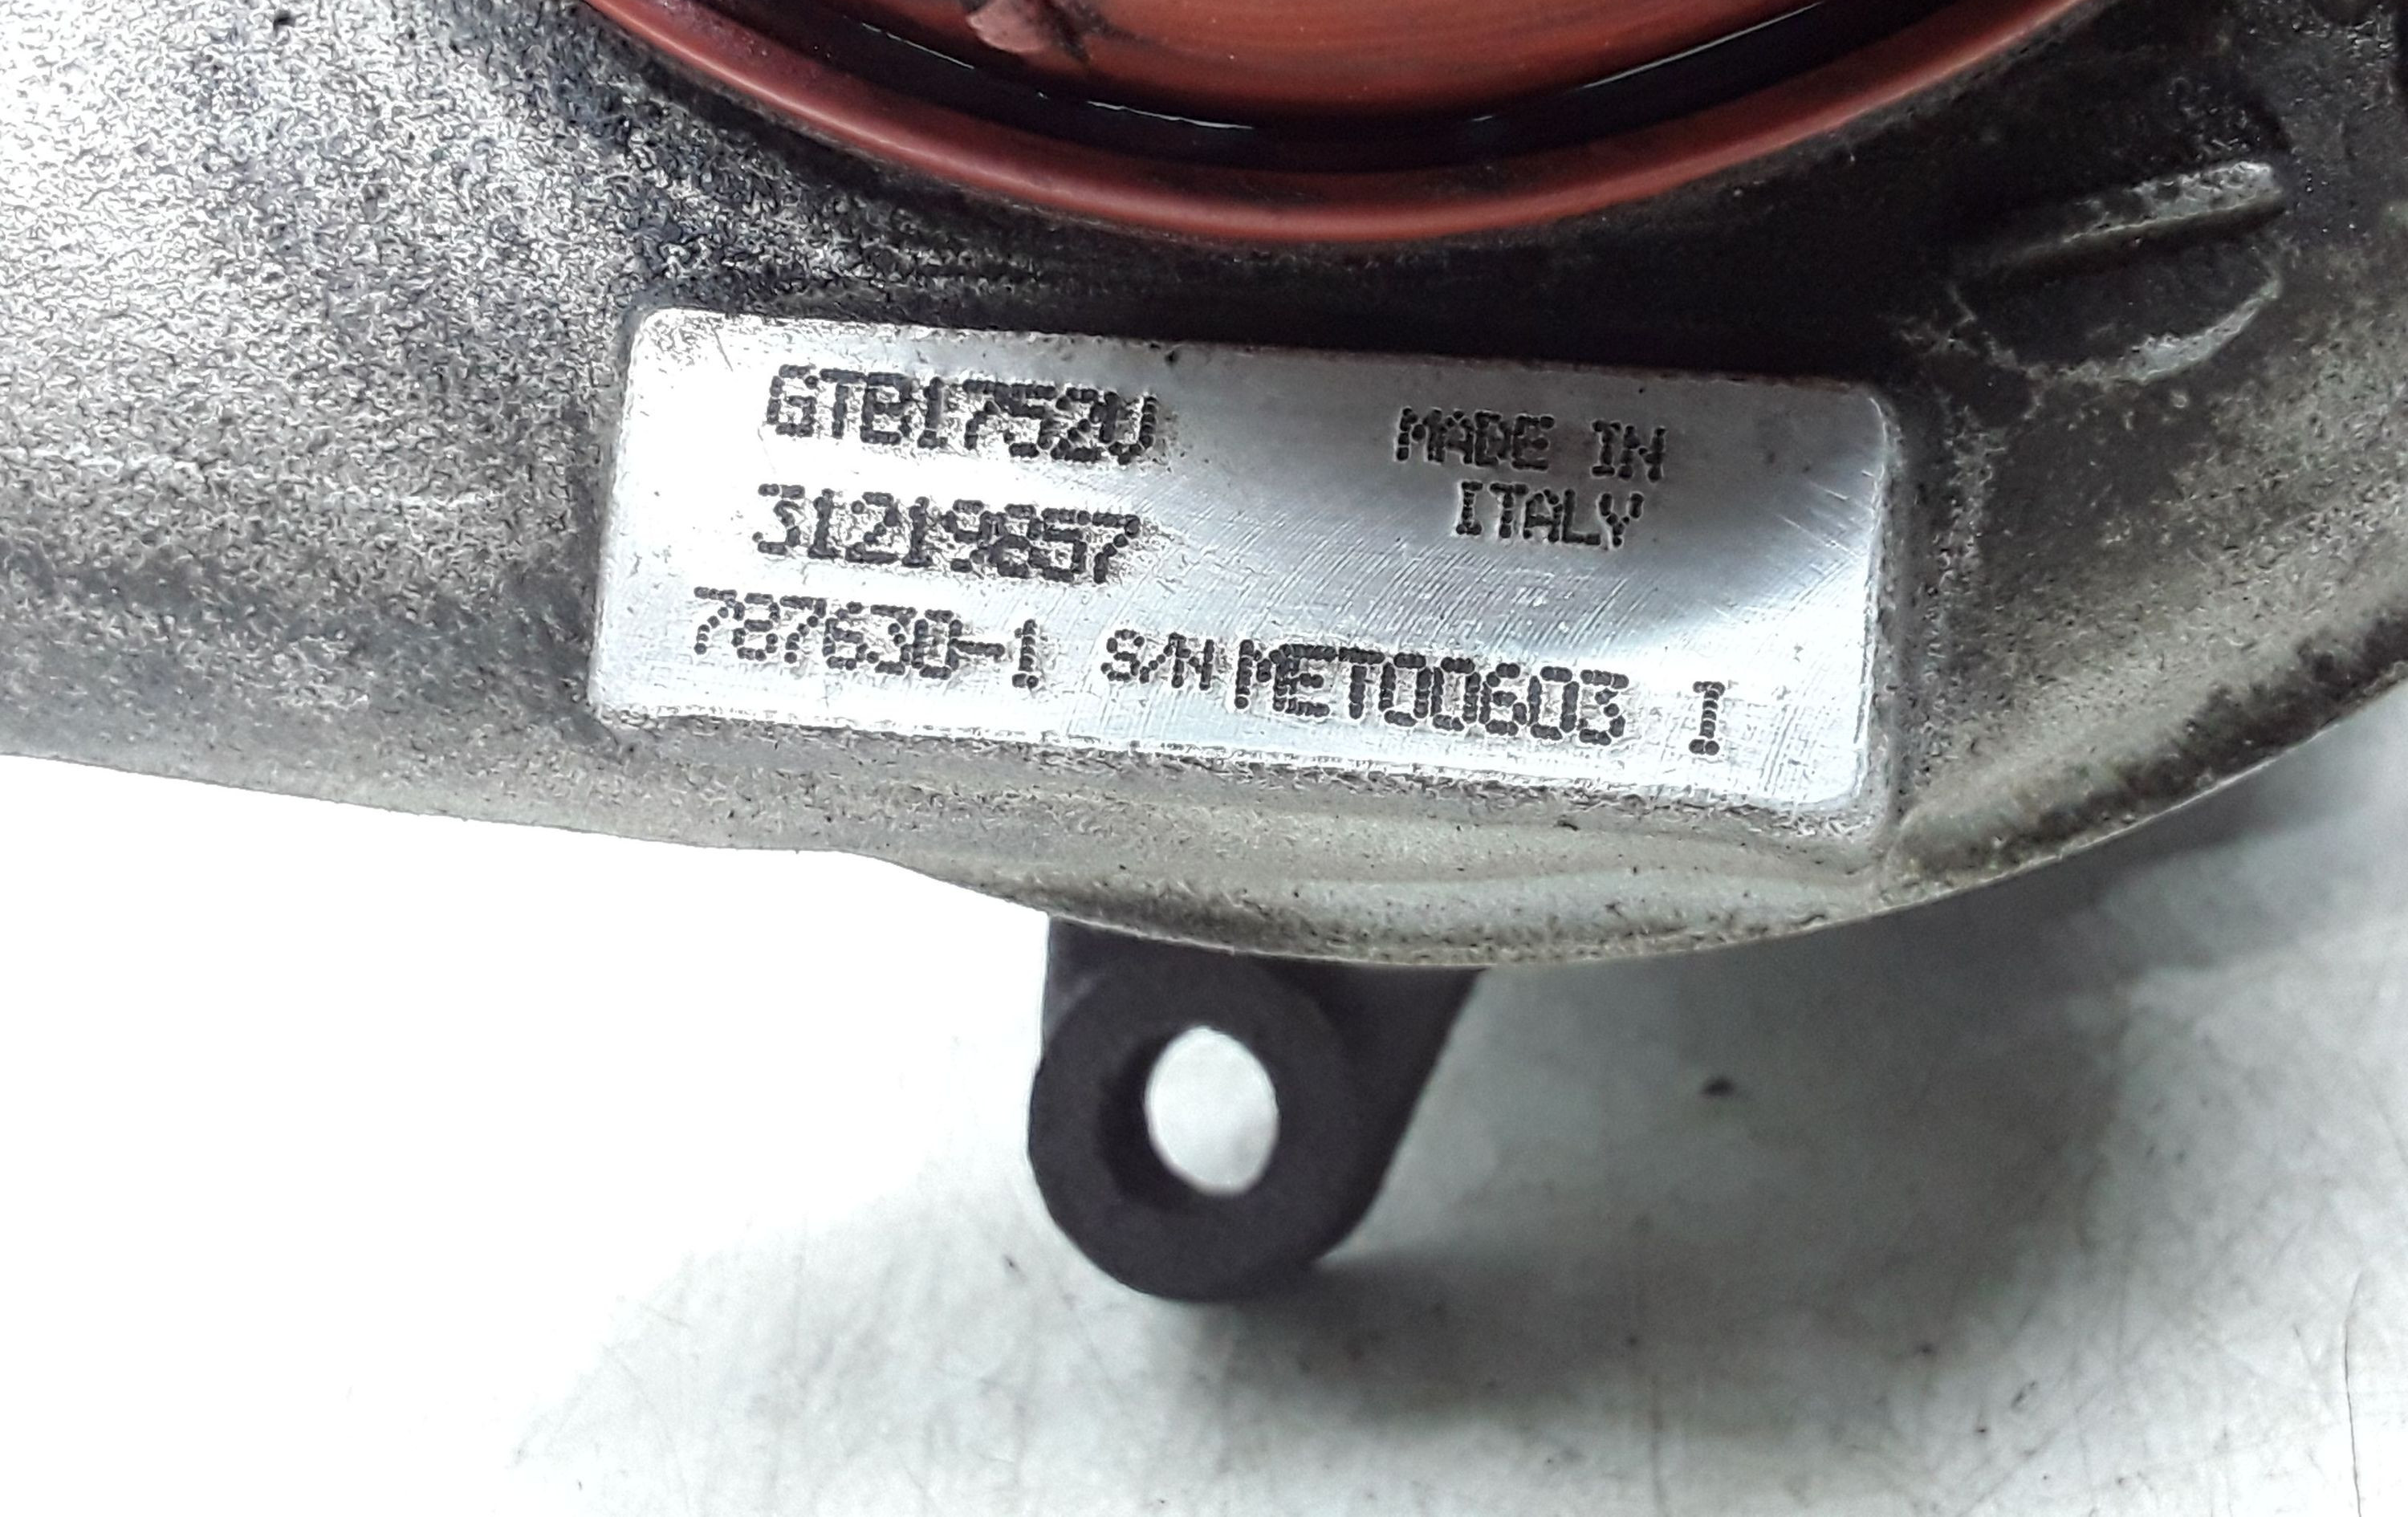 GTB1752V
31219857
787630-1 S/N MET00603 I
MADE IN
ITALY